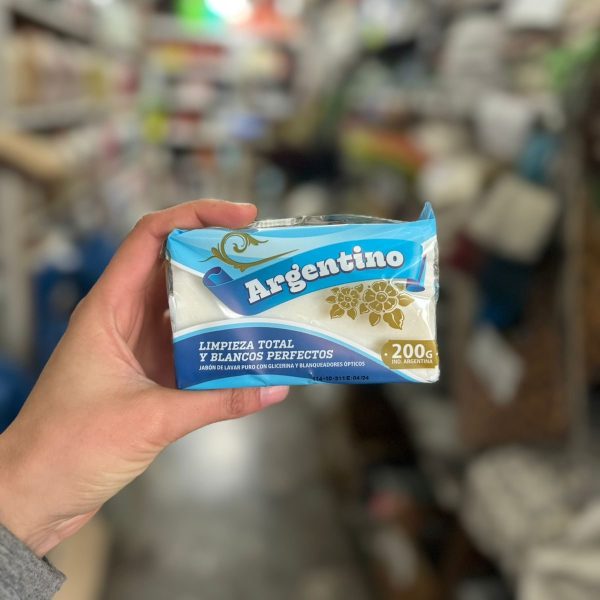 Argentino
LIMPIEZA TOTAL
Y BLANCOS PERFECTOS
JABÓN DE LAVAR PURO CON GLICERINA Y BLANQUEADORES ÓPTICOS
200G
IND. ARGENTINA